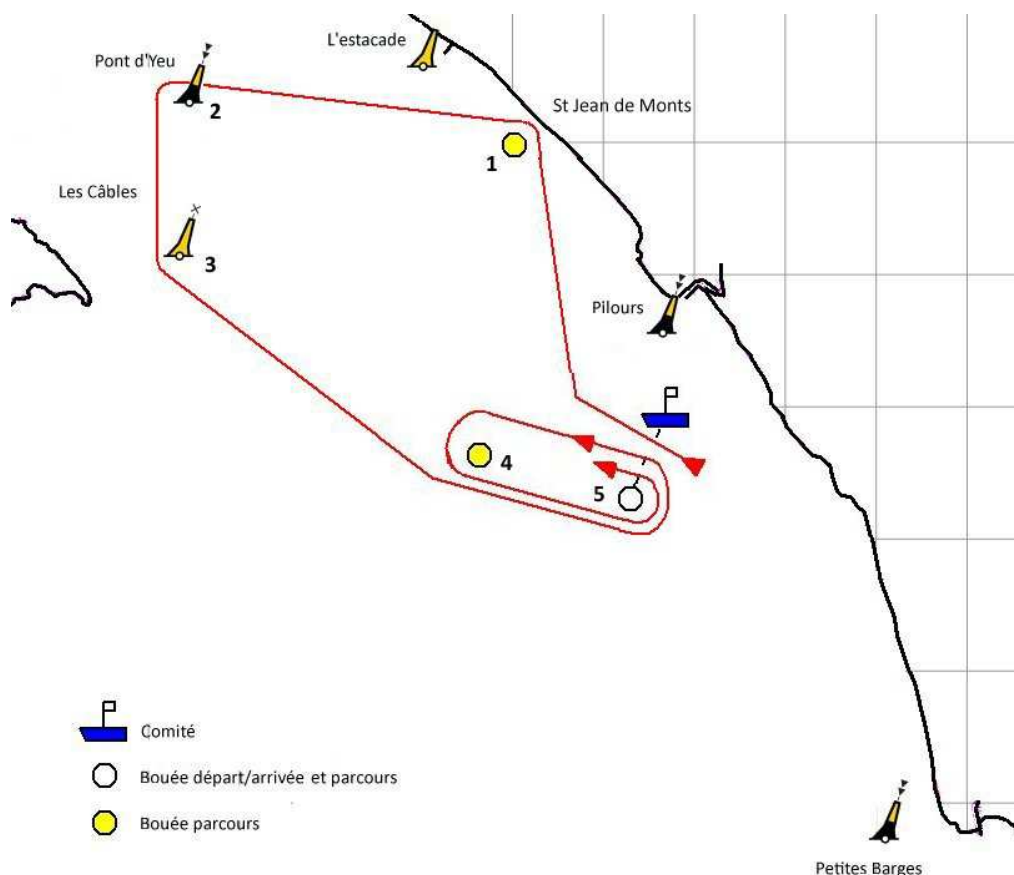 L'estacade
Pont d'Yeu
2
St Jean de Monts
1
Les Câbles
3
Pilours
4
5
Comité
Bouée départ/arrivée et parcours
Bouée parcours
Petites Barges